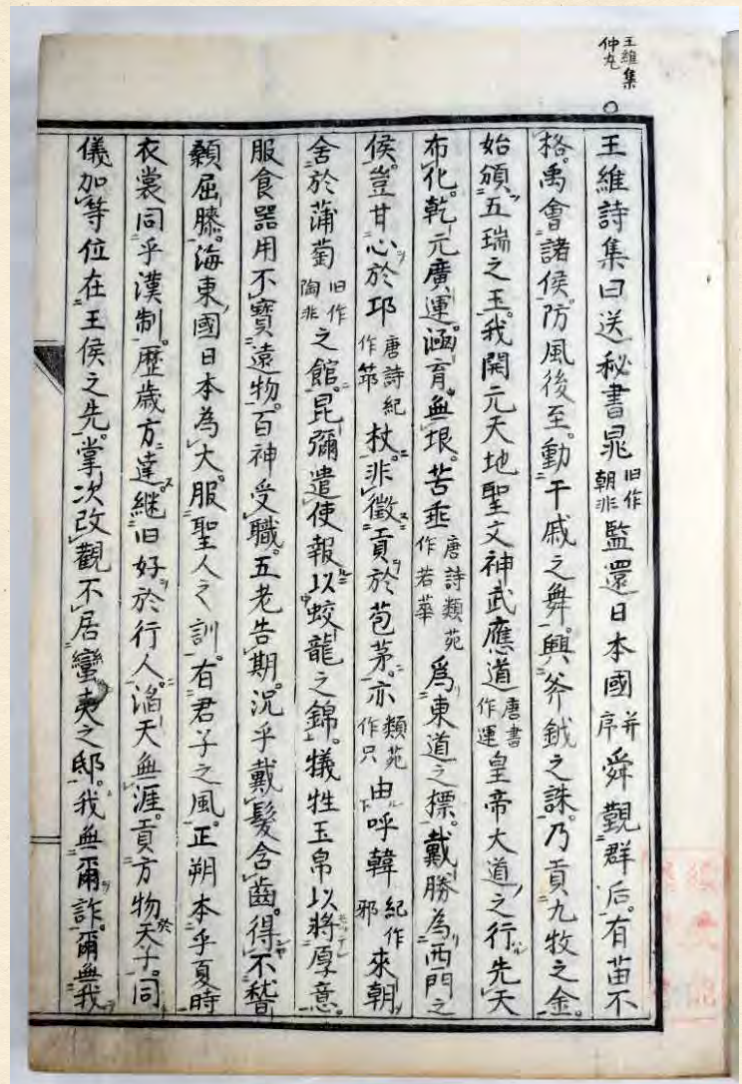 王維集
仲丸
○
王維詩集曰送秘書晁旧作朝非監還日本國并序舜觀群后。有苗不
格。禹會諸侯。防風後至。動干戚之舞。興斧鉞之誅。乃貢九牧之金。
始頒五瑞之玉。我開元天地聖文神武應道唐書作運皇帝大道之行。先天
布化。乾元廣運。涵育無垠。苦垂唐詩類苑作若華為東道之標。戴勝為西門之
侯。豈甘心於邛唐詩紀作笻杖。非徵貢於苞茅。亦類苑作只由呼韓紀作邪來朝
舍於蒲萄旧作陶非之館。昆彌遣使報以蛟龍之錦。犠牲玉帛以將厚意。
服食器用不寶遠物。百神受職。五老告期。況乎戴髮含齒。得不稽
顙屈膝。海東國日本為大。服聖人之訓。有君子之風。正朔本乎夏時
衣裳同乎漢制。歷歳方達。継旧好於行人。滔天無涯。貢方物於天子。同
儀加等位在王侯之先。掌次改觀不居蠻夷之邸。我無爾詐。爾無我